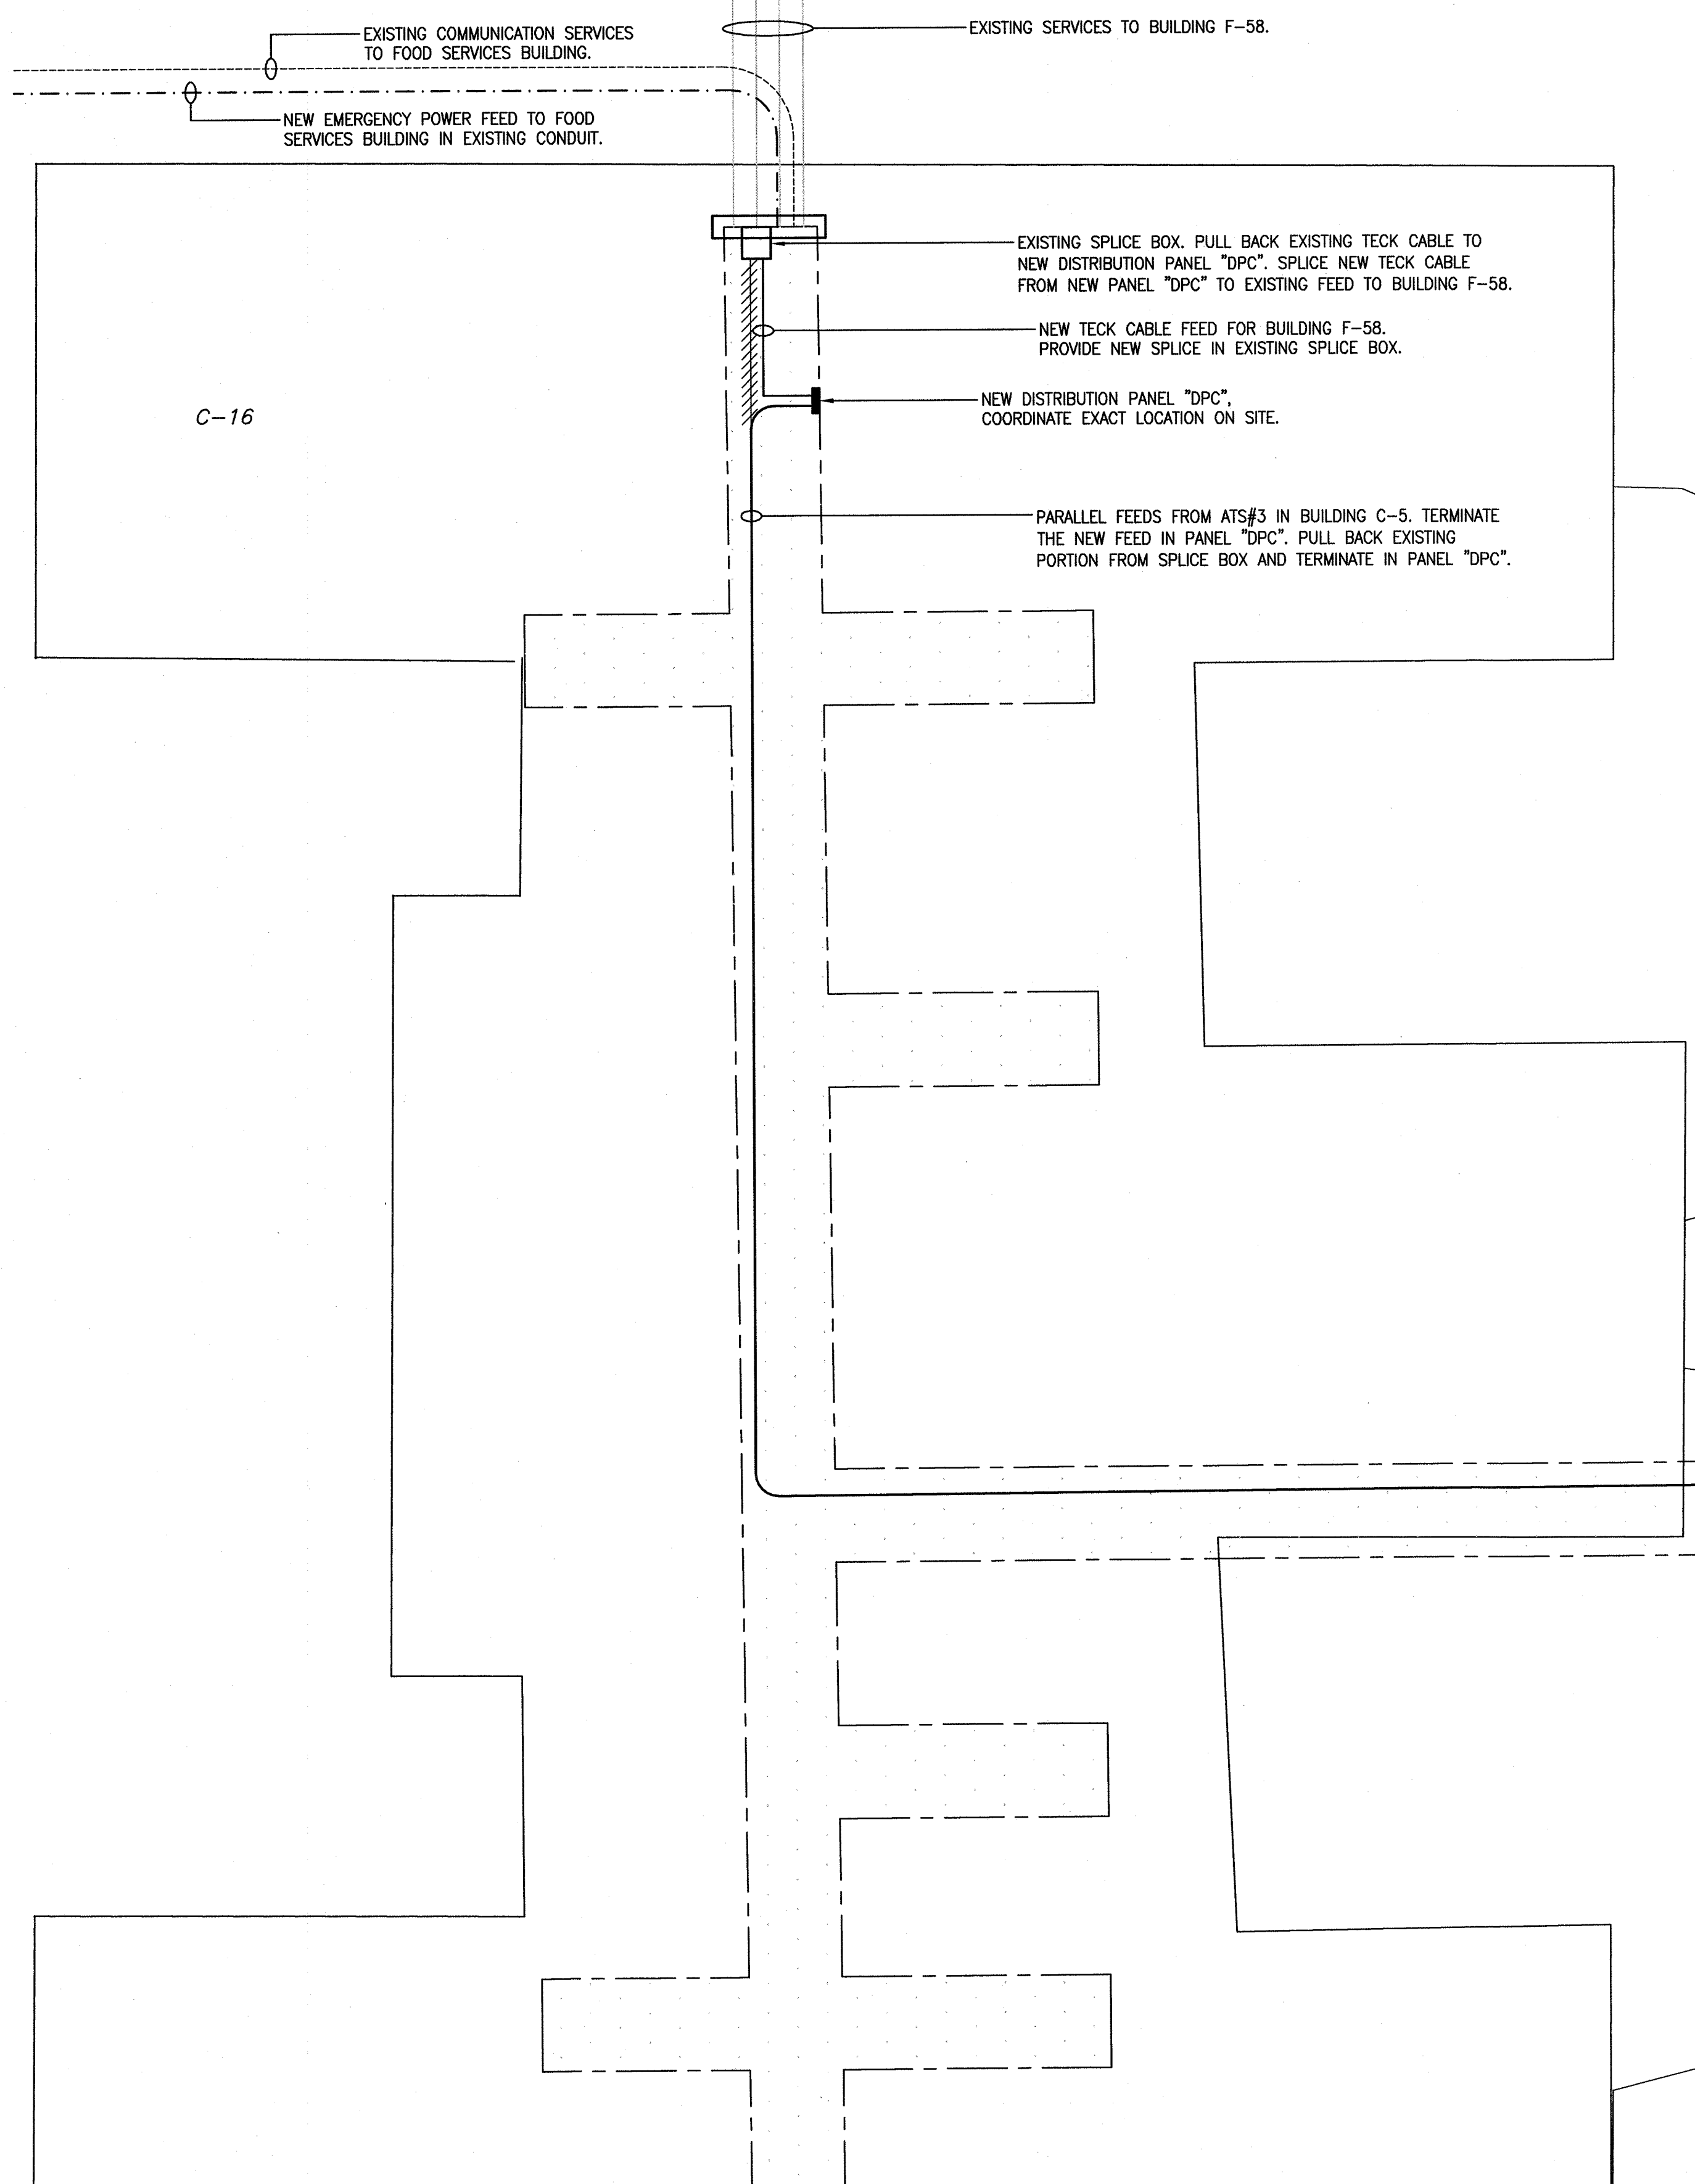 EXISTING COMMUNICATION SERVICES
TO FOOD SERVICES BUILDING.
EXISTING SERVICES TO BUILDING F-58.
NEW EMERGENCY POWER FEED TO FOOD
SERVICES BUILDING IN EXISTING CONDUIT.
EXISTING SPLICE BOX. PULL BACK EXISTING TECK CABLE TO
NEW DISTRIBUTION PANEL "DPC". SPLICE NEW TECK CABLE
FROM NEW PANEL "DPC" TO EXISTING FEED TO BUILDING F-58.
NEW TECK CABLE FEED FOR BUILDING F-58.
PROVIDE NEW SPLICE IN EXISTING SPLICE BOX.
NEW DISTRIBUTION PANEL "DPC",
COORDINATE EXACT LOCATION ON SITE.
C-16
PARALLEL FEEDS FROM ATS#3 IN BUILDING C-5. TERMINATE
THE NEW FEED IN PANEL "DPC". PULL BACK EXISTING
PORTION FROM SPLICE BOX AND TERMINATE IN PANEL "DPC".